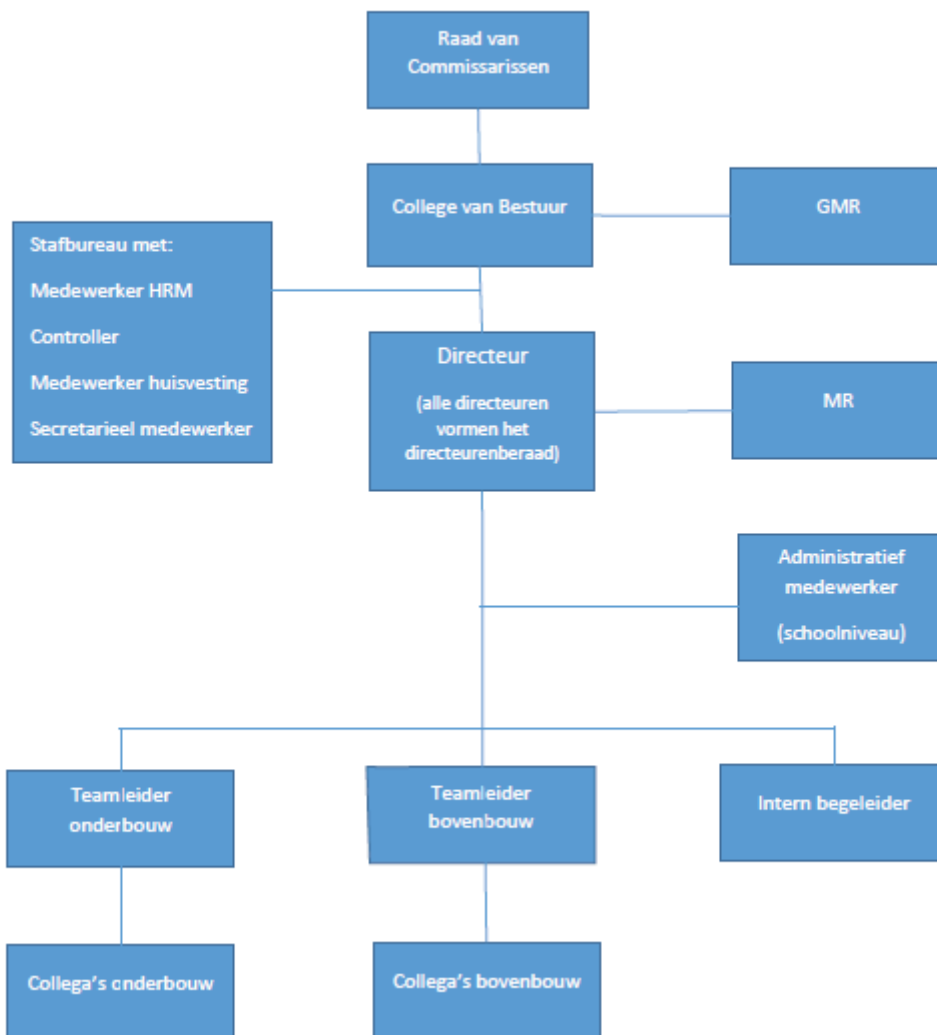 Raad van
Commissarissen
College van Bestuur
GMR
Stafbureau met:
Medewerker HRM
Controller
Medewerker huisvesting
Secretarieel medewerker
Directeur
(alle directeuren
vormen het
directeurenberaad)
MR
Administratief
medewerker
(schoolniveau)
Teamleider
onderbouw
Teamleider
bovenbouw
Intern begeleider
Collega's onderbouw
Collega's bovenbouw